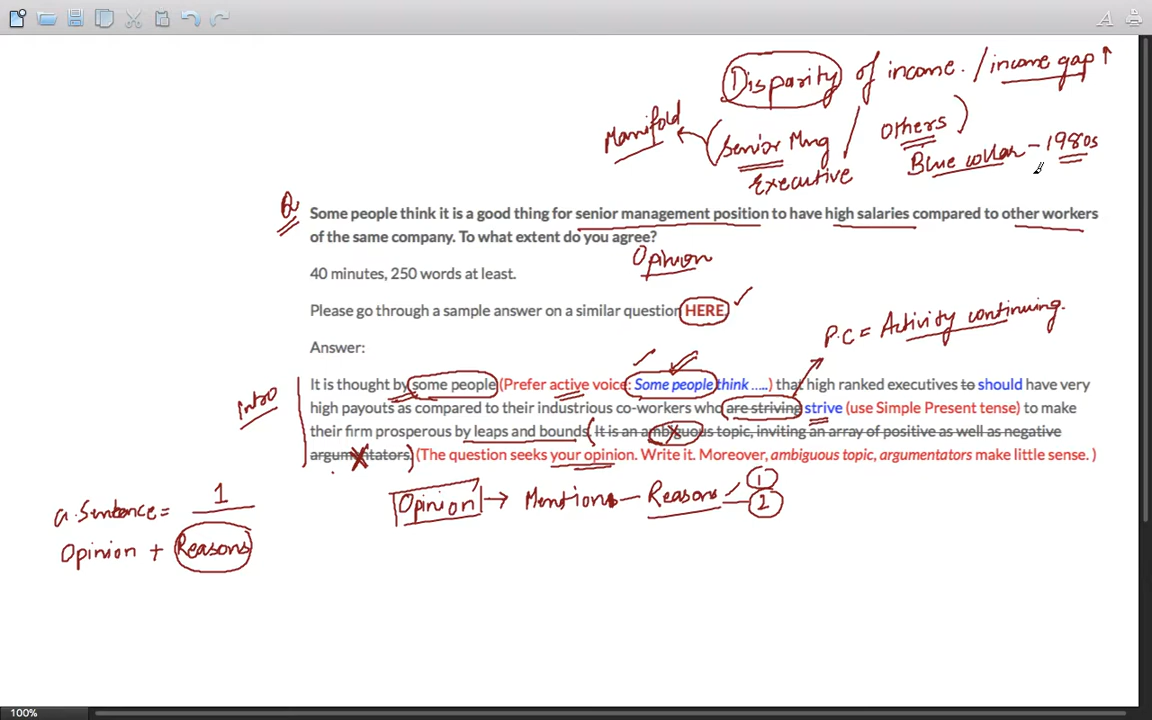 Disparity of income. / income gap ↑
Manifold ← (Senior Mng Executive / Others)
Blue collar - 1980s
Q
Some people think it is a good thing for senior management position to have high salaries compared to other workers
of the same company. To what extent do you agree?
Opinion
40 minutes, 250 words at least.
Please go through a sample answer on a similar question HERE.
P.C = Activity continuing.
Answer:
Intro
It is thought by some people (Prefer active voice: Some people think .....) that high ranked executives to should have very
high payouts as compared to their industrious co-workers who are striving strive (use Simple Present tense) to make
their firm prosperous by leaps and bounds. It is an ambiguous topic, inviting an array of positive as well as negative
argumentators. (The question seeks your opinion. Write it. Moreover, ambiguous topic, argumentators make little sense. )
a. Sentence = 1
Opinion + Reasons
Opinion → Mentions - Reasons 1 2
100%